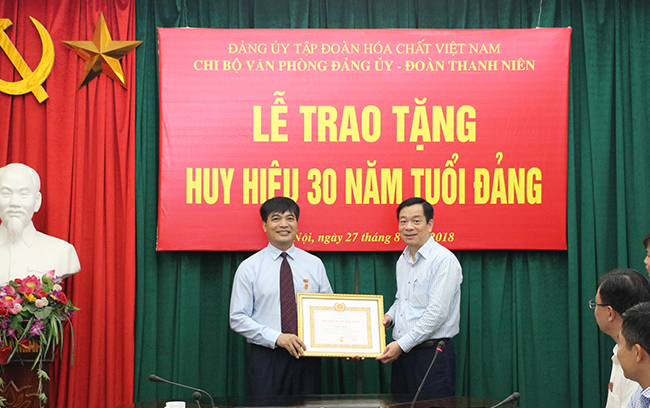 ĐẢNG ỦY TẬP ĐOÀN HÓA CHẤT VIỆT NAM
CHI BỘ VĂN PHÒNG ĐẢNG ỦY - ĐOÀN THANH NIÊN
LỄ TRAO TẶNG
HUY HIỆU 30 NĂM TUỔI ĐẢNG
Nội, ngày 27 tháng 8 2018